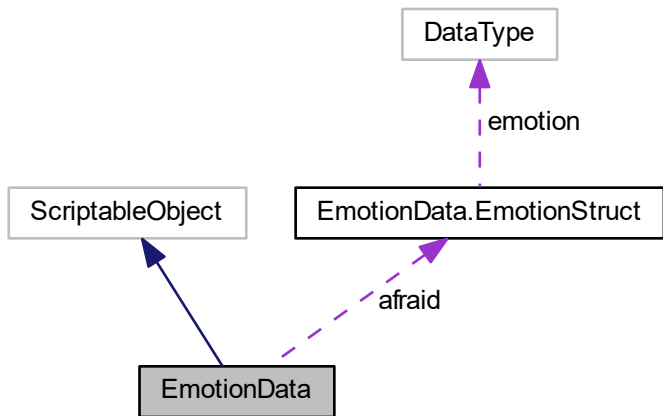 DataType
emotion
ScriptableObject
EmotionData.EmotionStruct
afraid
EmotionData